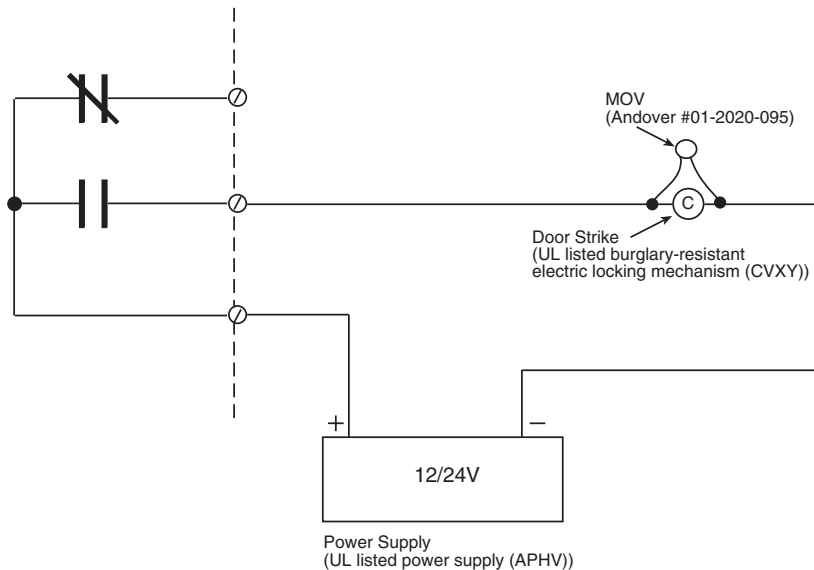 MOV
(Andover #01-2020-095)
C
Door Strike
(UL listed burglary-resistant
electric locking mechanism (CVXY))
+
–
12/24V
Power Supply
(UL listed power supply (APHV))